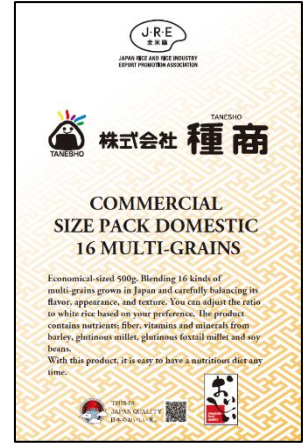 J·R·E
全米輸
JAPAN RICE AND RICE INDUSTRY
EXPORT PROMOTION ASSOCIATION
TANESHO
TANESHO
株式会社 種商
COMMERCIAL
SIZE PACK DOMESTIC
16 MULTI-GRAINS
Economical-sized 500g. Blending 16 kinds of
multi-grains grown in Japan and carefully balancing its
flavor, appearance, and texture. You can adjust the ratio
to white rice based on your preference. The product
contains nutrients; fiber, vitamins and minerals from
barley, glutinous millet, glutinous foxtail millet and soy
beans.
With this product, it is easy to have a nutritious diet any
time.
THIS IS
JAPAN QUALITY